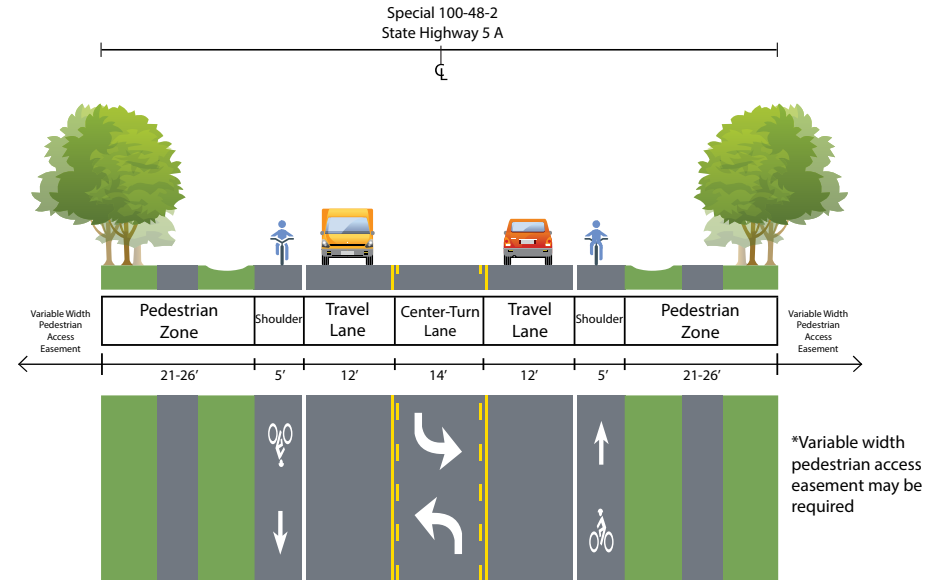 Special 100-48-2
State Highway 5 A
℄
Variable Width
Pedestrian
Access
Easement
Pedestrian
Zone
Shoulder
Travel
Lane
Center-Turn
Lane
Travel
Lane
Shoulder
Pedestrian
Zone
Variable Width
Pedestrian
Access
Easement
21-26′
5′
12′
14′
12′
5′
21-26′
*Variable width
pedestrian access
easement may be
required